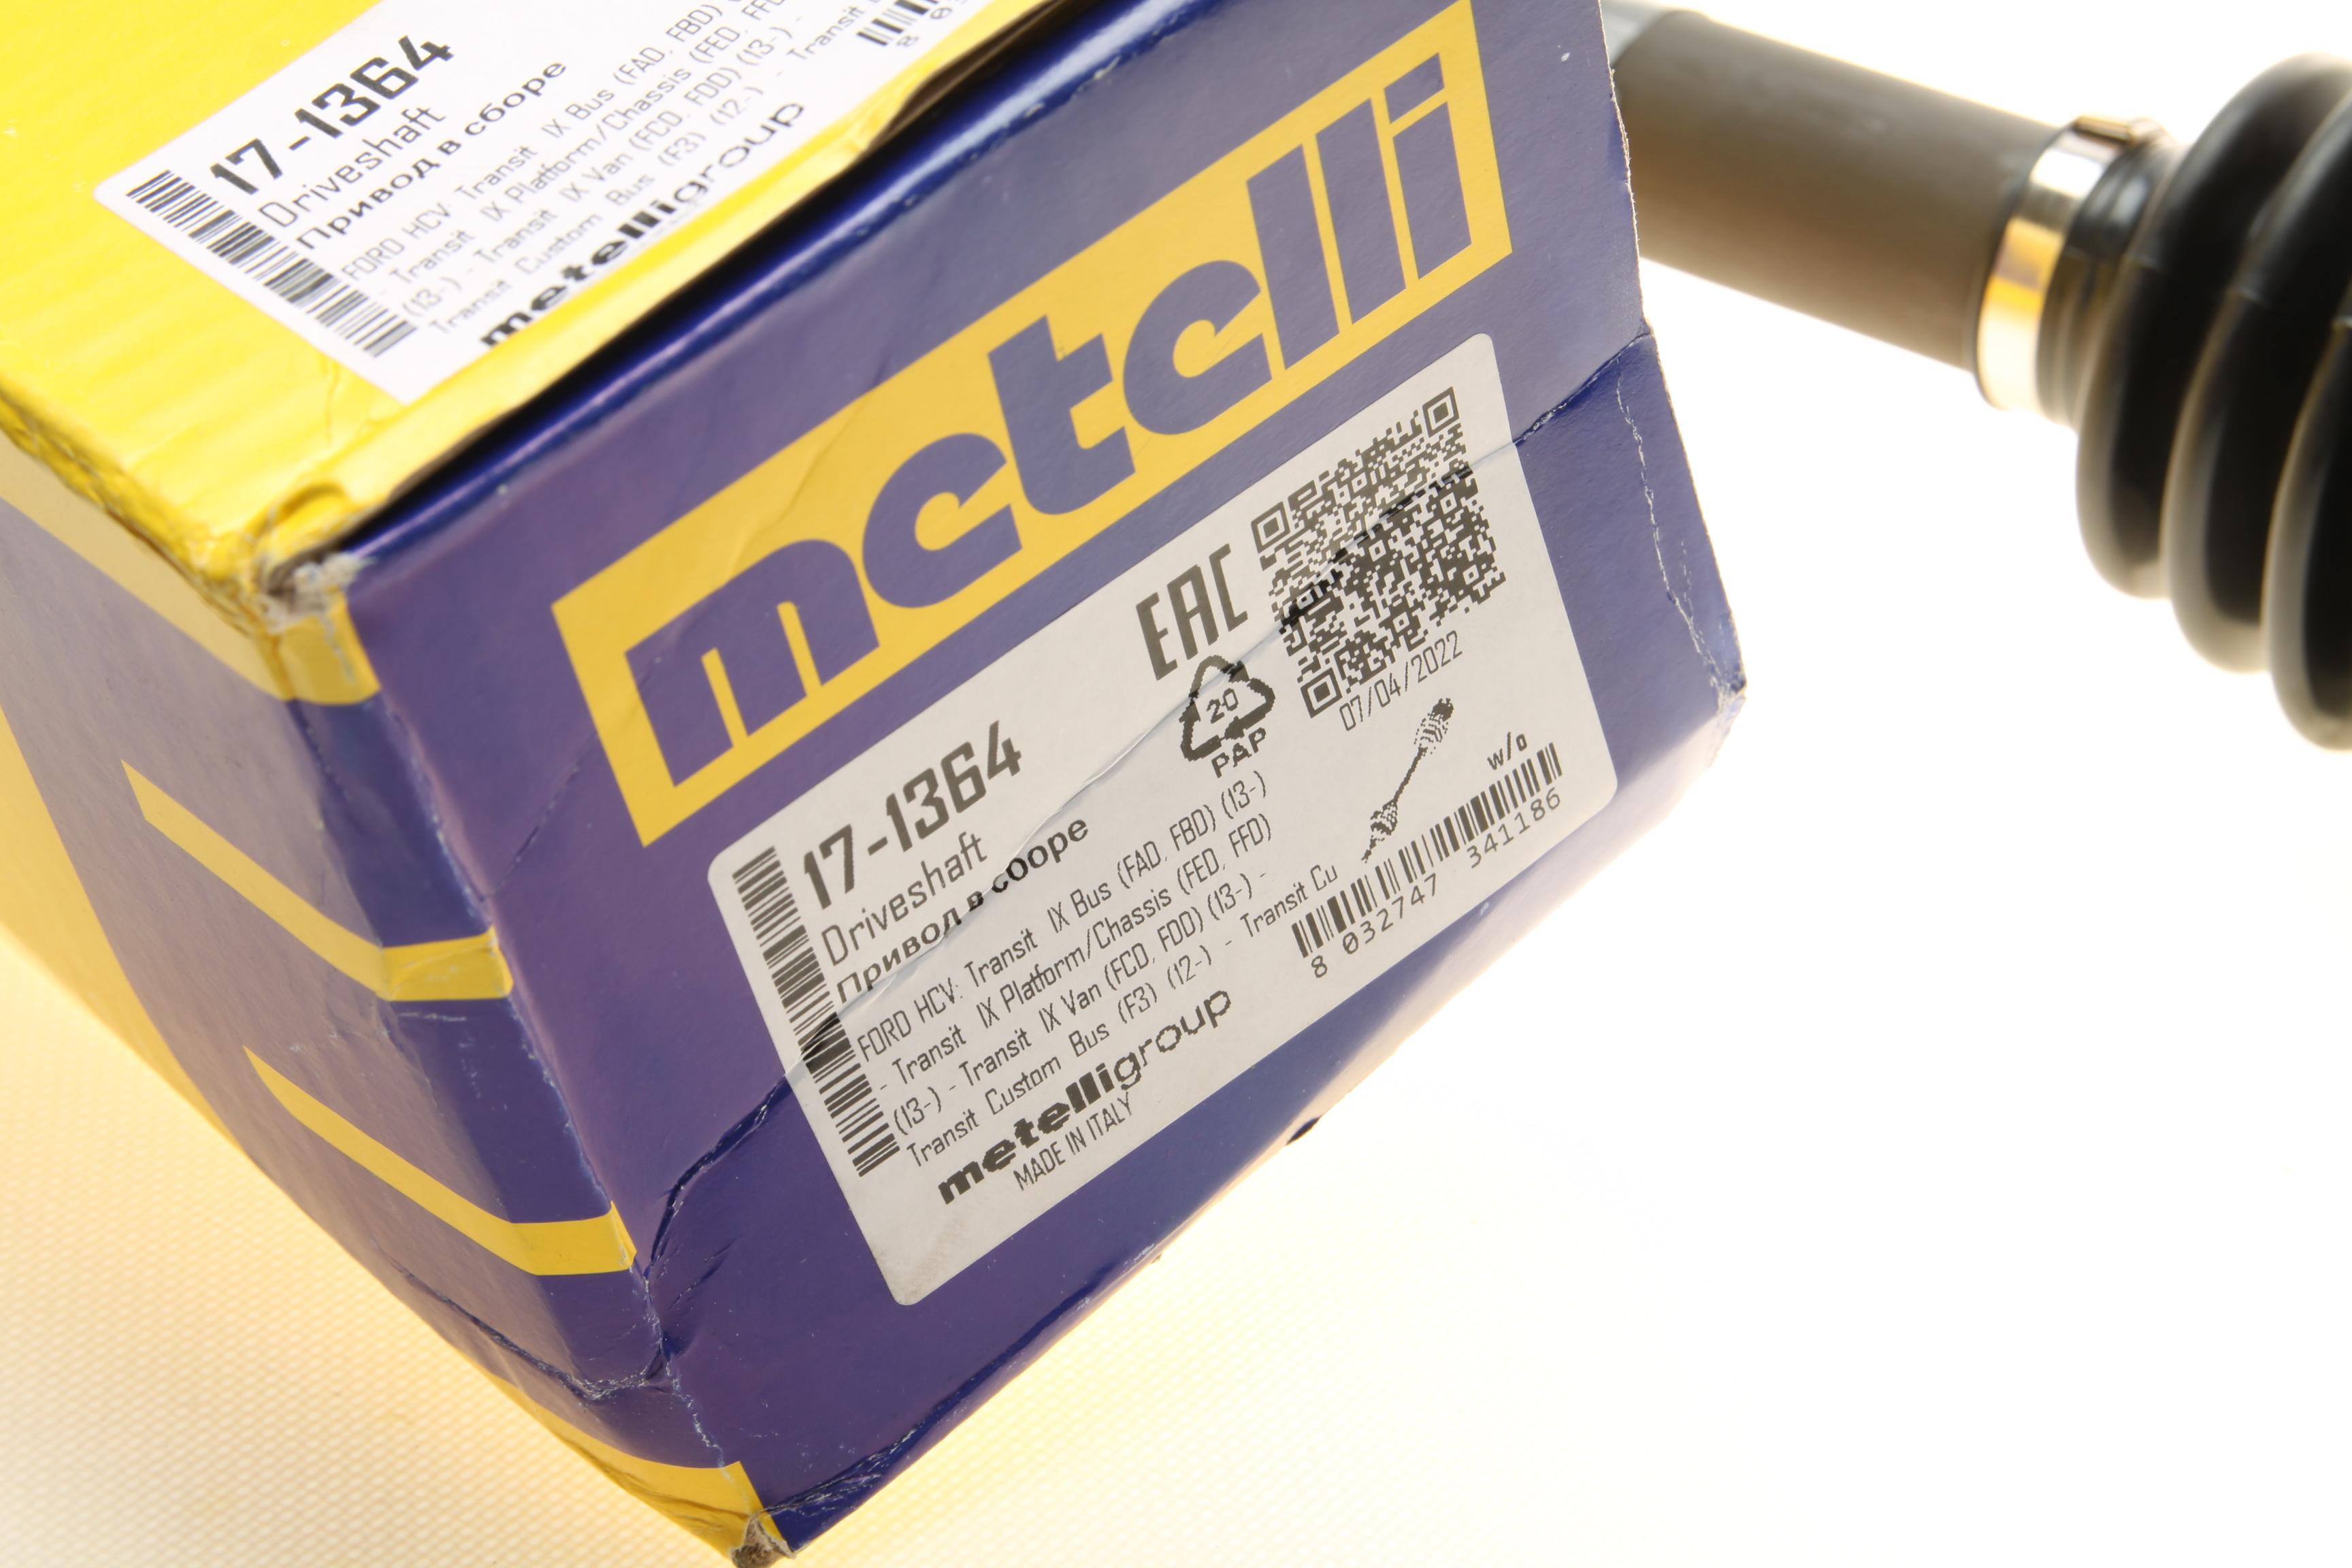 17-1364
Driveshaft
Привод в сборе
FORD HCV: Transit IX Bus (FAD, FBD)
- Transit IX Platform/Chassis (FED, FFD)
(13-) - Transit IX Van (FCD, FDD) (13-) -
Transit Custom Bus (F3) (12-) - Transit
metelligroup
8
metelli
EAC
20
PAP
07/04/2022
17-1364
Driveshaft
Привод в сборе
FORD HCV: Transit IX Bus (FAD, FBD) (13-)
- Transit IX Platform/Chassis (FED, FFD)
(13-) - Transit IX Van (FCD, FDD) (13-) -
Transit Custom Bus (F3) (12-) - Transit Cu
metelligroup
MADE IN ITALY
w/o
8 032747 341186